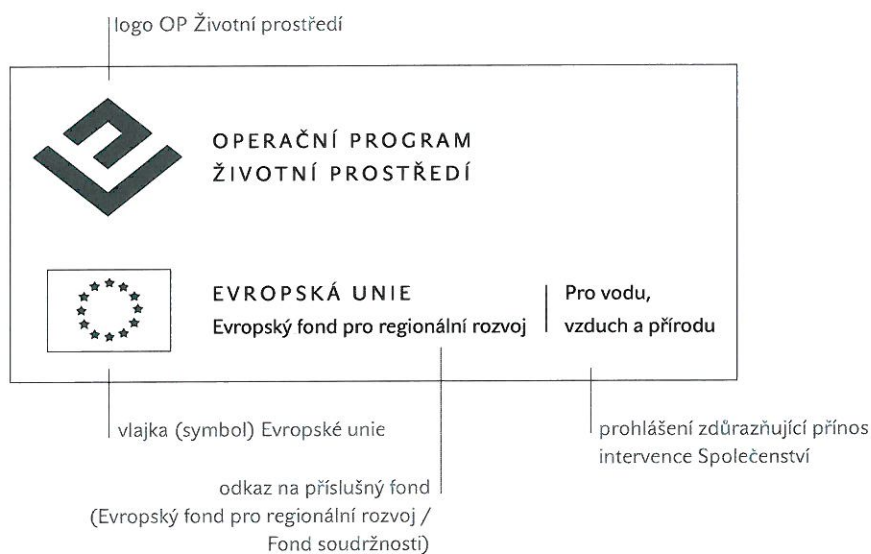 logo OP Životní prostředí
OPERAČNÍ PROGRAM
ŽIVOTNÍ PROSTŘEDÍ
EVROPSKÁ UNIE
Evropský fond pro regionální rozvoj
Pro vodu,
vzduch a přírodu
vlajka (symbol) Evropské unie
prohlášení zdůrazňující přínos
intervence Společenství
odkaz na příslušný fond
(Evropský fond pro regionální rozvoj /
Fond soudržnosti)